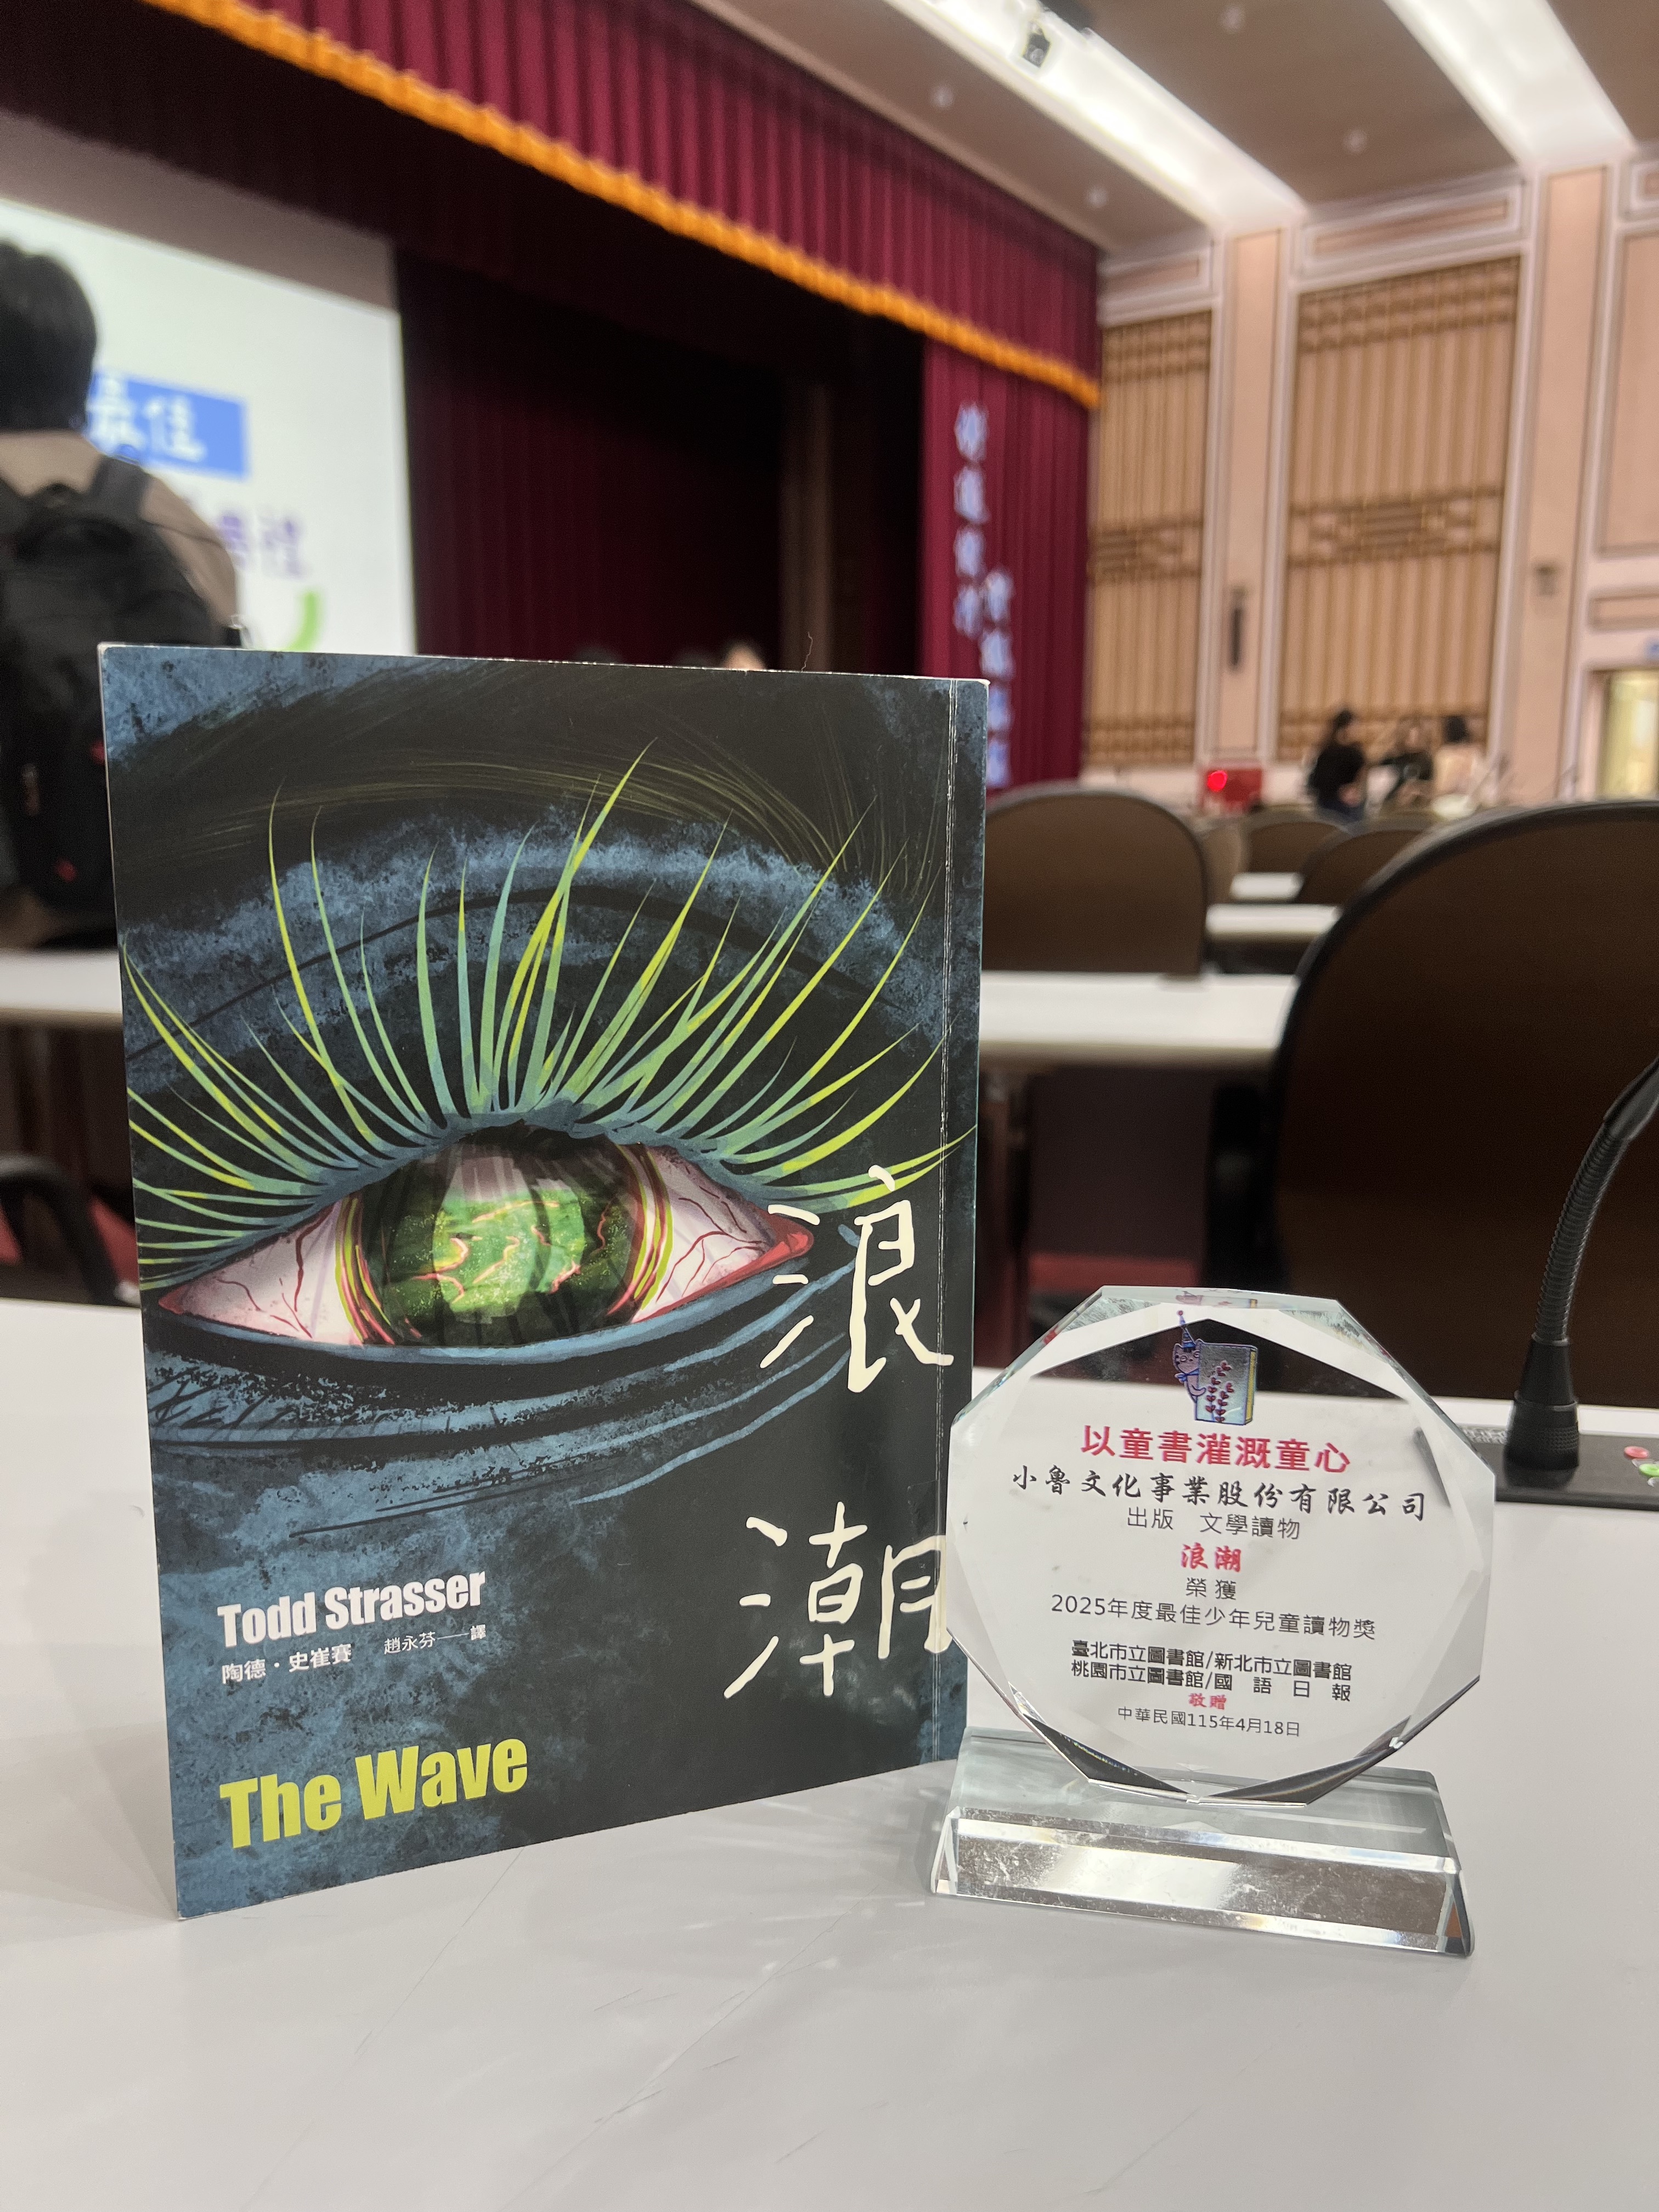 最佳
典禮
浪潮
Todd Strasser
陶德・史崔賽 趙永芬——譯
The Wave
以童書灌溉童心
小魯文化事業股份有限公司
出版 文學讀物
浪潮
榮獲
2025年度最佳少年兒童讀物獎
臺北市立圖書館/新北市立圖書館
桃園市立圖書館/國語日報
敬贈
中華民國115年4月18日